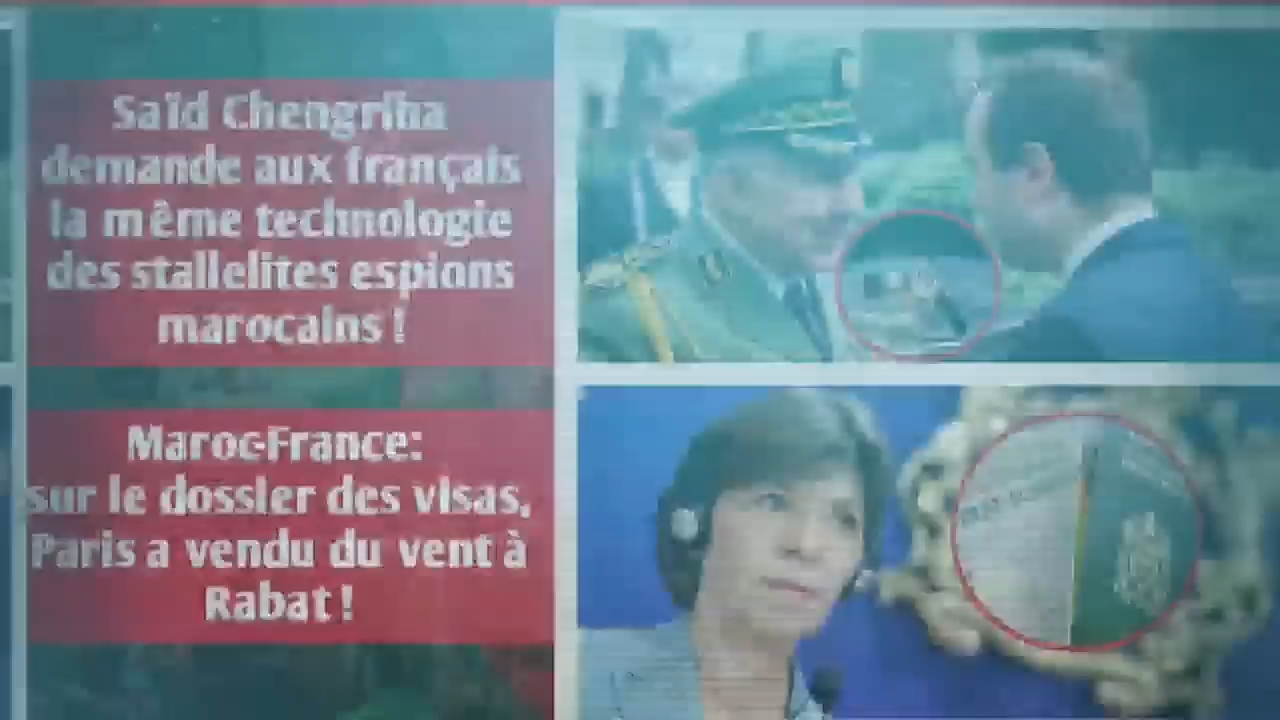 Saïd Chengriha
demande aux français
la même technologie
des stallelites espions
marocains !
Maroc-France:
sur le dossier des visas,
Paris a vendu du vent à
Rabat !